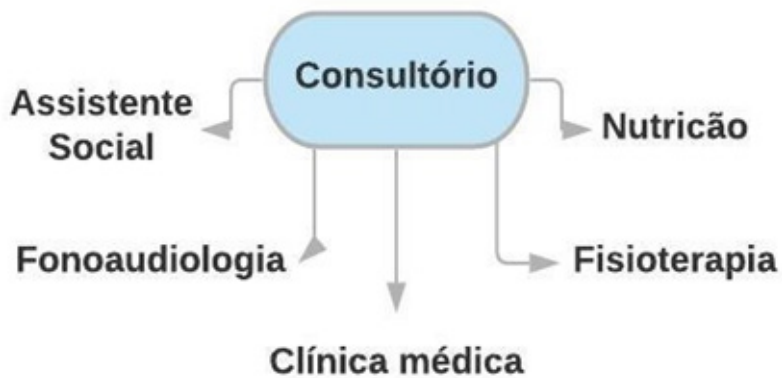 Consultório
Assistente
Social
Nutricão
Fonoaudiologia
Fisioterapia
Clínica médica